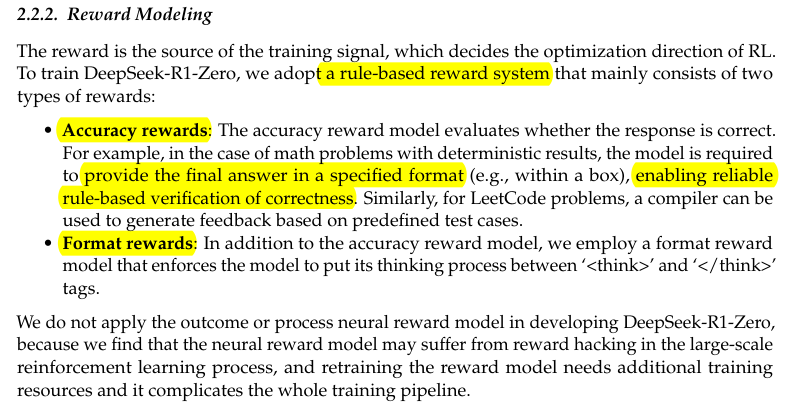 2.2.2. Reward Modeling
The reward is the source of the training signal, which decides the optimization direction of RL.
To train DeepSeek-R1-Zero, we adopt a rule-based reward system that mainly consists of two
types of rewards:
• Accuracy rewards: The accuracy reward model evaluates whether the response is correct.
For example, in the case of math problems with deterministic results, the model is required
to provide the final answer in a specified format (e.g., within a box), enabling reliable
rule-based verification of correctness. Similarly, for LeetCode problems, a compiler can be
used to generate feedback based on predefined test cases.
• Format rewards: In addition to the accuracy reward model, we employ a format reward
model that enforces the model to put its thinking process between ‘<think>’ and ‘</think>’
tags.
We do not apply the outcome or process neural reward model in developing DeepSeek-R1-Zero,
because we find that the neural reward model may suffer from reward hacking in the large-scale
reinforcement learning process, and retraining the reward model needs additional training
resources and it complicates the whole training pipeline.